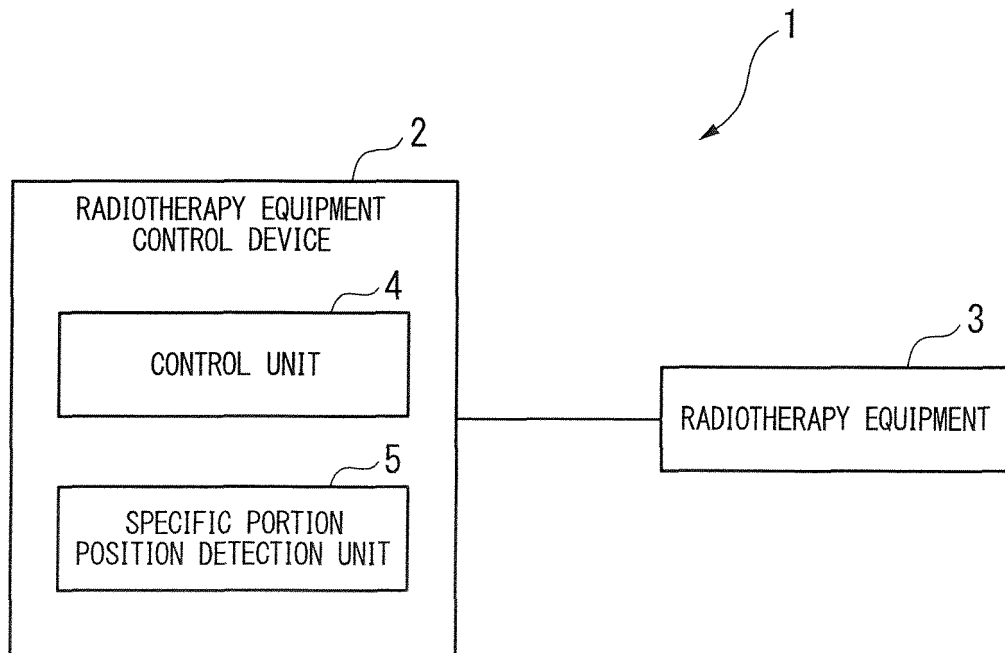 1
2
RADIOTHERAPY EQUIPMENT
CONTROL DEVICE
4
CONTROL UNIT
3
RADIOTHERAPY EQUIPMENT
5
SPECIFIC PORTION
POSITION DETECTION UNIT